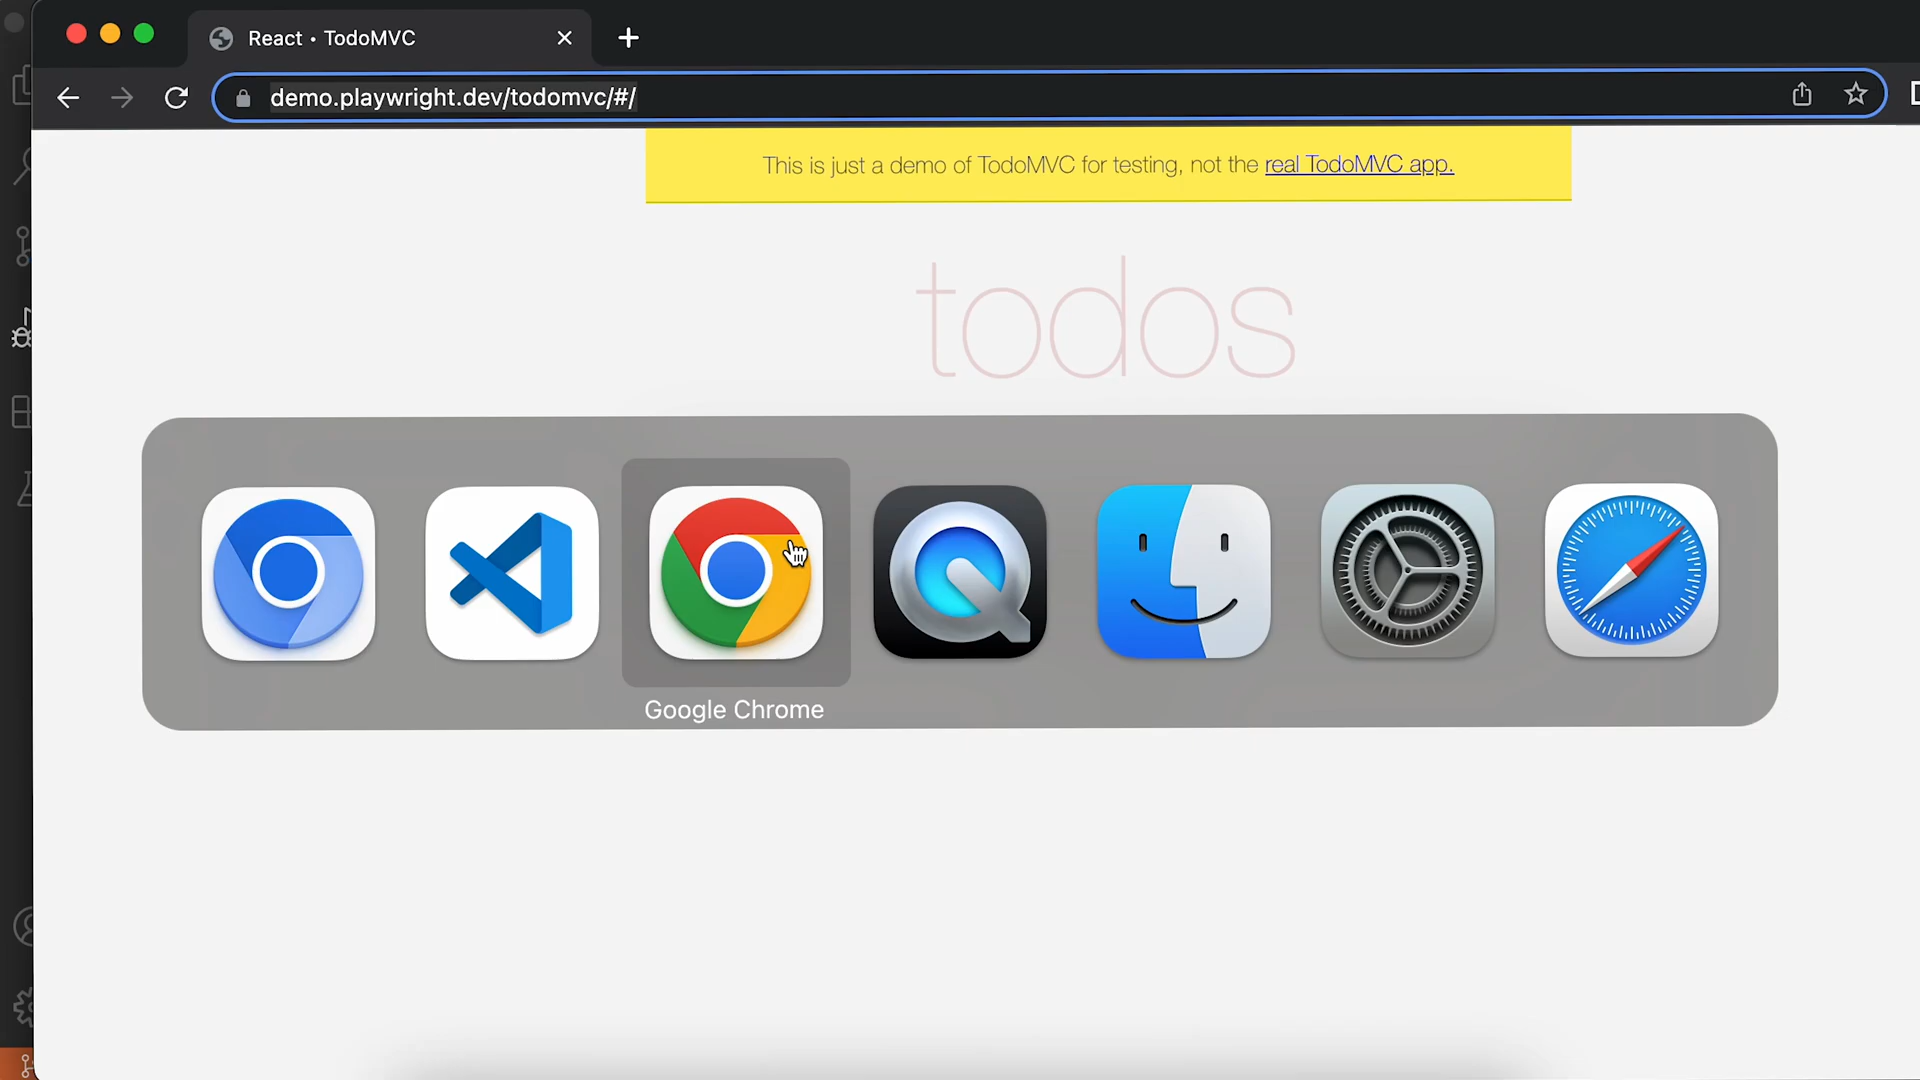 React • TodoMVC
demo.playwright.dev/todomvc/#/
This is just a demo of TodoMVC for testing, not the real TodoMVC app.
todos
Google Chrome